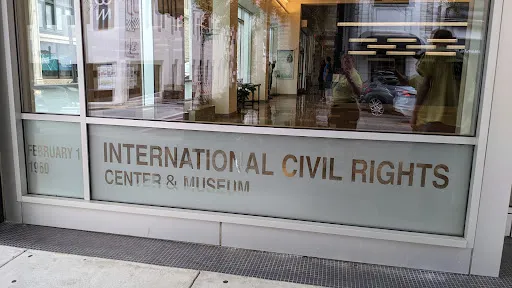 FEBRUARY 1
1960
INTERNATIONAL CIVIL RIGHTS
CENTER & MUSEUM